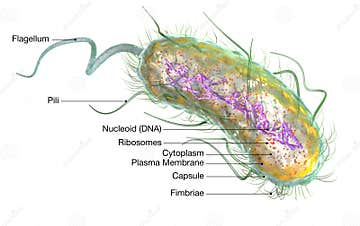 Flagellum
Pili
Nucleoid (DNA)
Ribosomes
Cytoplasm
Plasma Membrane
Capsule
Fimbriae